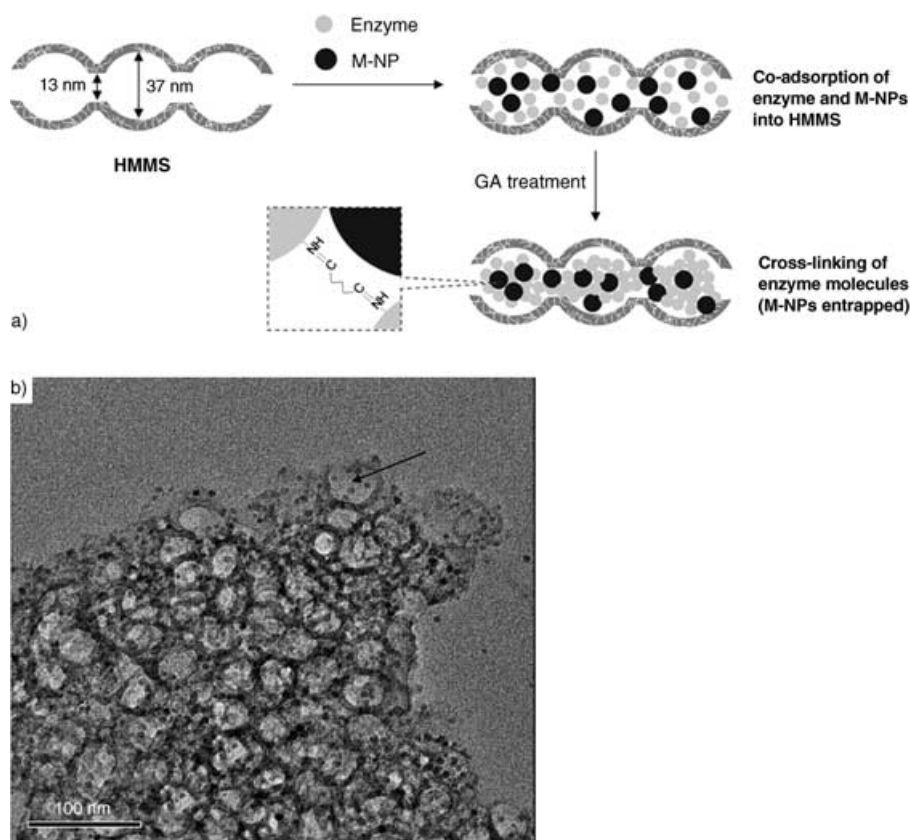 Enzyme
M-NP
13 nm
37 nm
HMMS
Co-adsorption of
enzyme and M-NPs
into HMMS
GA treatment
NH
C
C
NH
Cross-linking of
enzyme molecules
(M-NPs entrapped)
a)
b)
100 nm